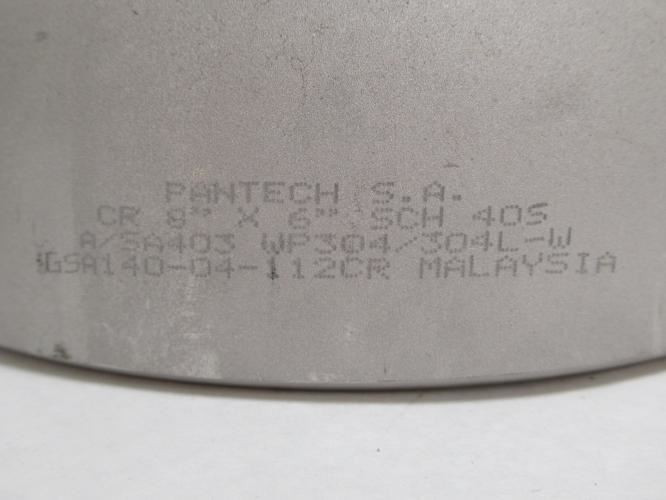 PANTECH S.A.
CR 8" X 6" SCH 40S
A/SA403 WP304/304L-W
GSA140-04-112CR MALAYSIA